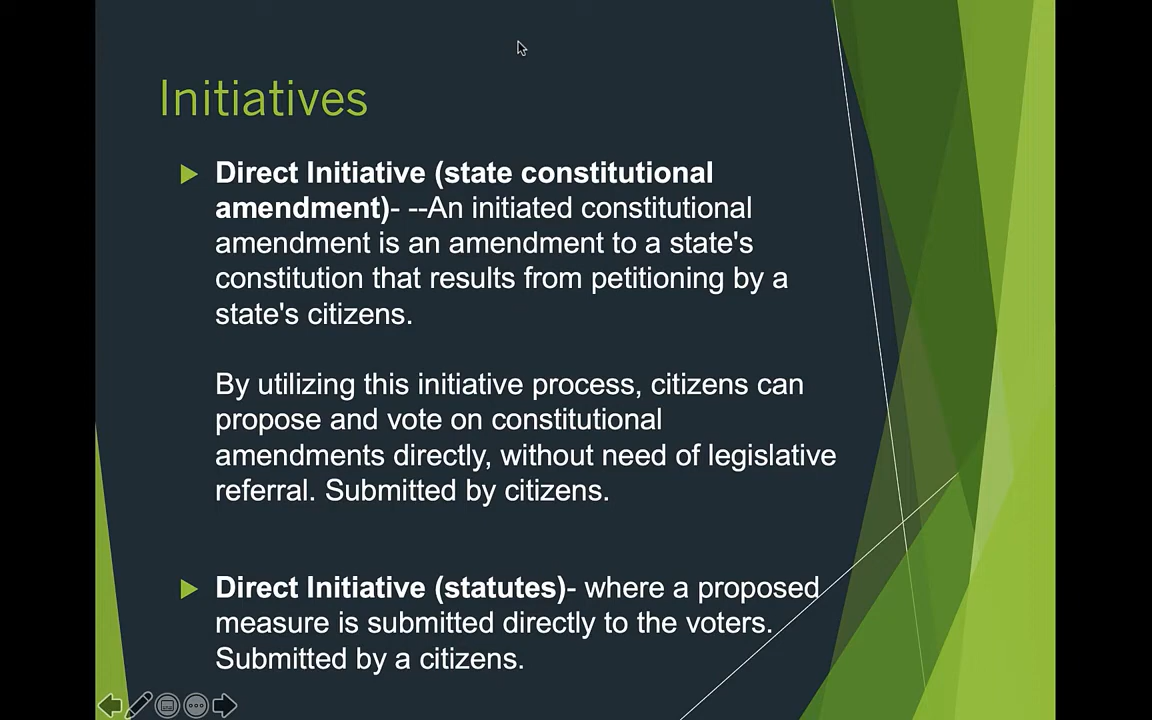 Initiatives
Direct Initiative (state constitutional
amendment)- --An initiated constitutional
amendment is an amendment to a state's
constitution that results from petitioning by a
state's citizens.
By utilizing this initiative process, citizens can
propose and vote on constitutional
amendments directly, without need of legislative
referral. Submitted by citizens.
Direct Initiative (statutes)- where a proposed
measure is submitted directly to the voters.
Submitted by a citizens.